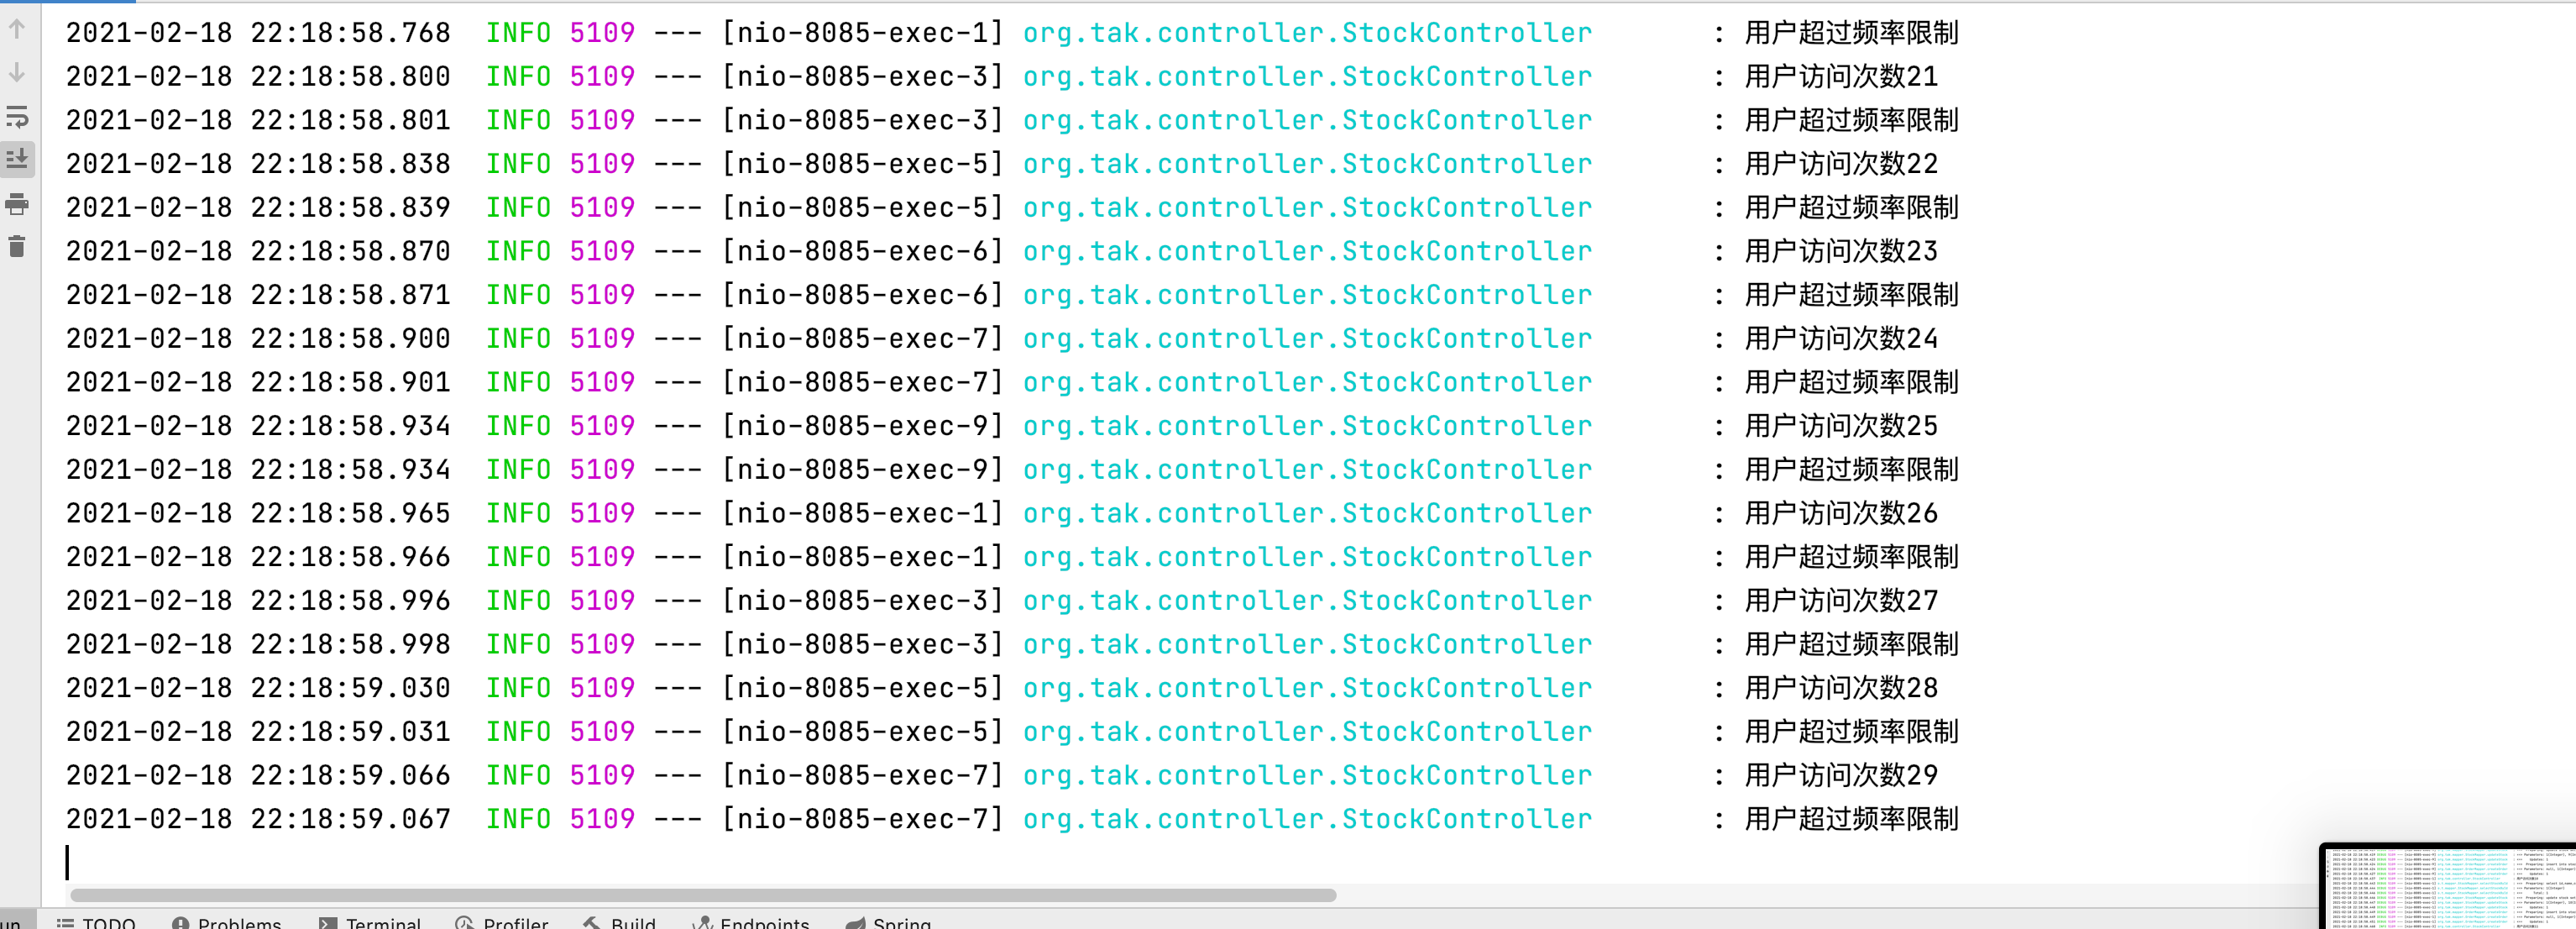 2021-02-18 22:18:58.768  INFO 5109 --- [nio-8085-exec-1] org.tak.controller.StockController       : 用户超过频率限制
2021-02-18 22:18:58.800  INFO 5109 --- [nio-8085-exec-3] org.tak.controller.StockController       : 用户访问次数21
2021-02-18 22:18:58.801  INFO 5109 --- [nio-8085-exec-3] org.tak.controller.StockController       : 用户超过频率限制
2021-02-18 22:18:58.838  INFO 5109 --- [nio-8085-exec-5] org.tak.controller.StockController       : 用户访问次数22
2021-02-18 22:18:58.839  INFO 5109 --- [nio-8085-exec-5] org.tak.controller.StockController       : 用户超过频率限制
2021-02-18 22:18:58.870  INFO 5109 --- [nio-8085-exec-6] org.tak.controller.StockController       : 用户访问次数23
2021-02-18 22:18:58.871  INFO 5109 --- [nio-8085-exec-6] org.tak.controller.StockController       : 用户超过频率限制
2021-02-18 22:18:58.900  INFO 5109 --- [nio-8085-exec-7] org.tak.controller.StockController       : 用户访问次数24
2021-02-18 22:18:58.901  INFO 5109 --- [nio-8085-exec-7] org.tak.controller.StockController       : 用户超过频率限制
2021-02-18 22:18:58.934  INFO 5109 --- [nio-8085-exec-9] org.tak.controller.StockController       : 用户访问次数25
2021-02-18 22:18:58.934  INFO 5109 --- [nio-8085-exec-9] org.tak.controller.StockController       : 用户超过频率限制
2021-02-18 22:18:58.965  INFO 5109 --- [nio-8085-exec-1] org.tak.controller.StockController       : 用户访问次数26
2021-02-18 22:18:58.966  INFO 5109 --- [nio-8085-exec-1] org.tak.controller.StockController       : 用户超过频率限制
2021-02-18 22:18:58.996  INFO 5109 --- [nio-8085-exec-3] org.tak.controller.StockController       : 用户访问次数27
2021-02-18 22:18:58.998  INFO 5109 --- [nio-8085-exec-3] org.tak.controller.StockController       : 用户超过频率限制
2021-02-18 22:18:59.030  INFO 5109 --- [nio-8085-exec-5] org.tak.controller.StockController       : 用户访问次数28
2021-02-18 22:18:59.031  INFO 5109 --- [nio-8085-exec-5] org.tak.controller.StockController       : 用户超过频率限制
2021-02-18 22:18:59.066  INFO 5109 --- [nio-8085-exec-7] org.tak.controller.StockController       : 用户访问次数29
2021-02-18 22:18:59.067  INFO 5109 --- [nio-8085-exec-7] org.tak.controller.StockController       : 用户超过频率限制
un TODO Problems Terminal Profiler Build Endpoints Spring